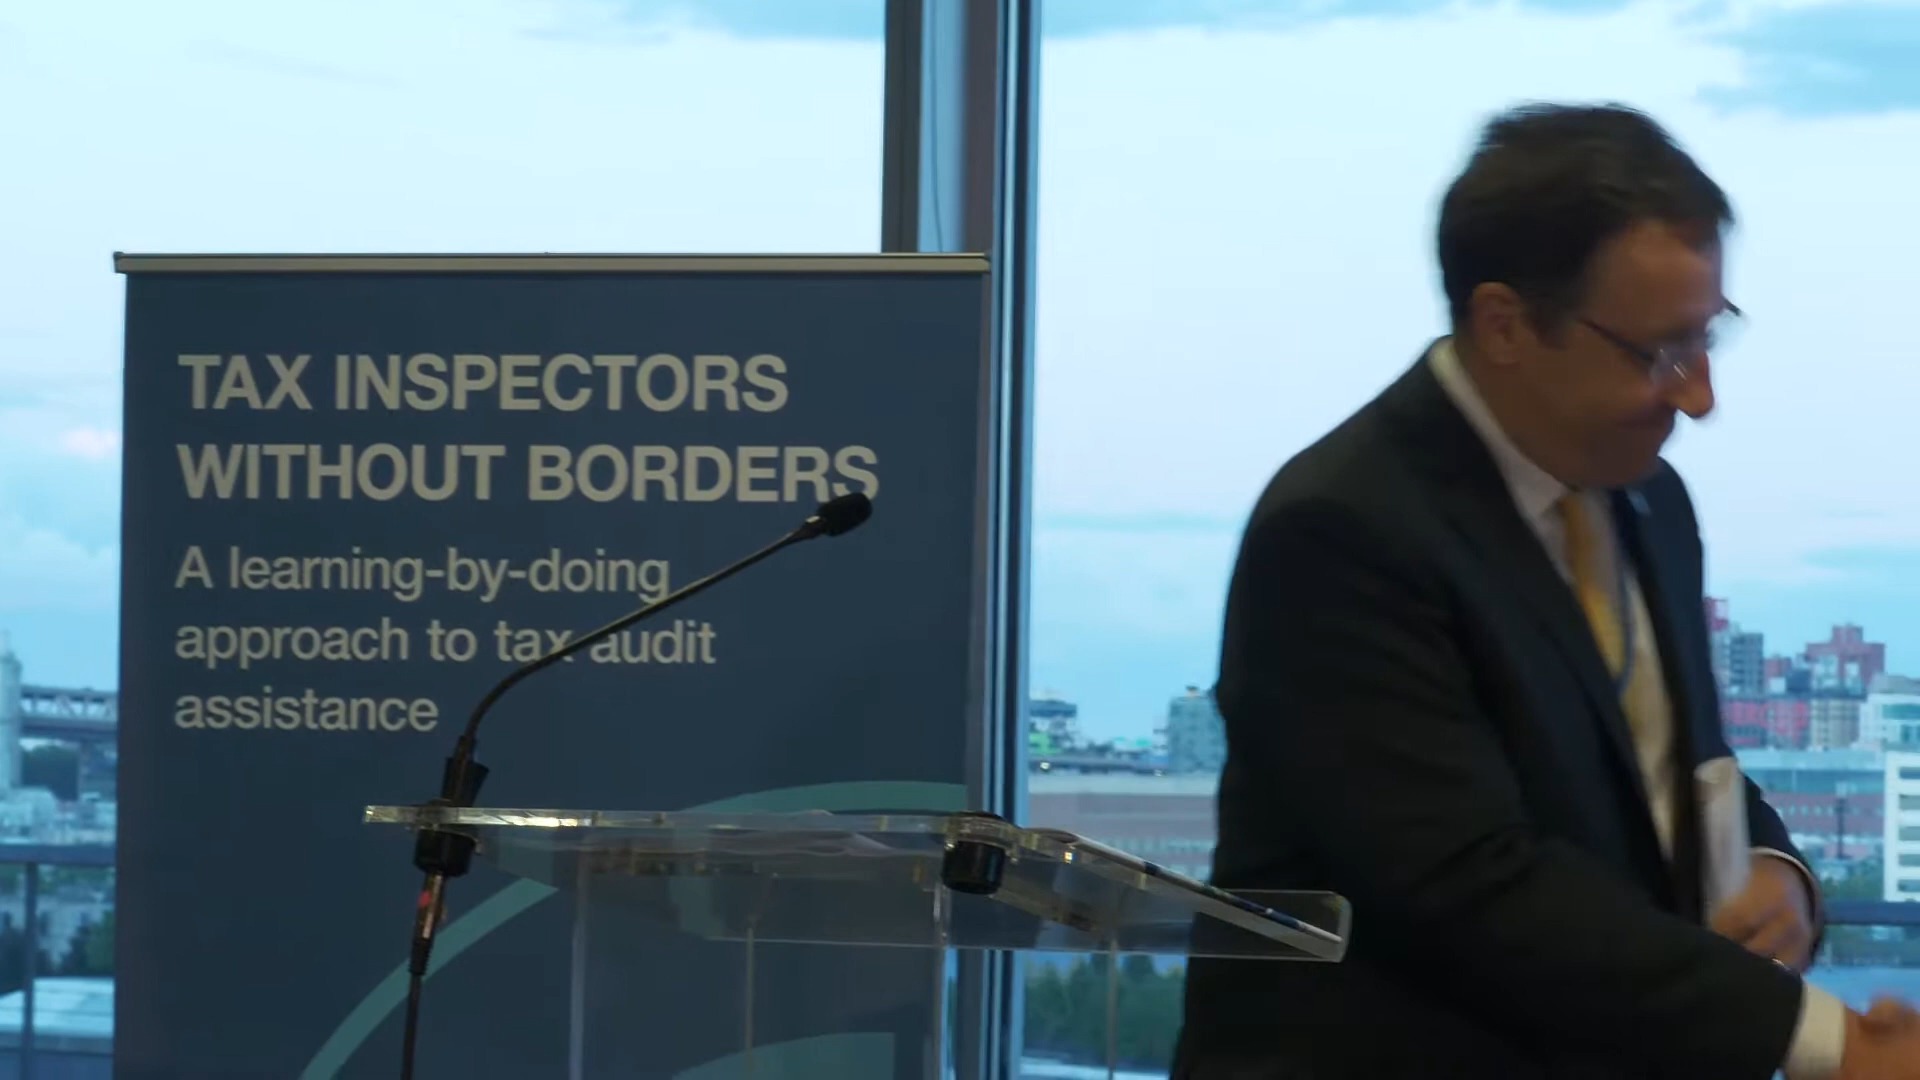 TAX INSPECTORS
WITHOUT BORDERS
A learning-by-doing
approach to tax audit
assistance